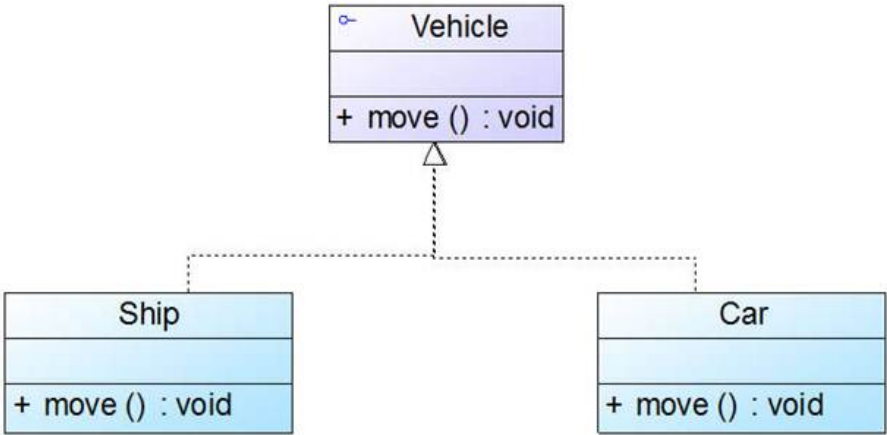 Vehicle
+ move () : void
Ship
+ move () : void
Car
+ move () : void